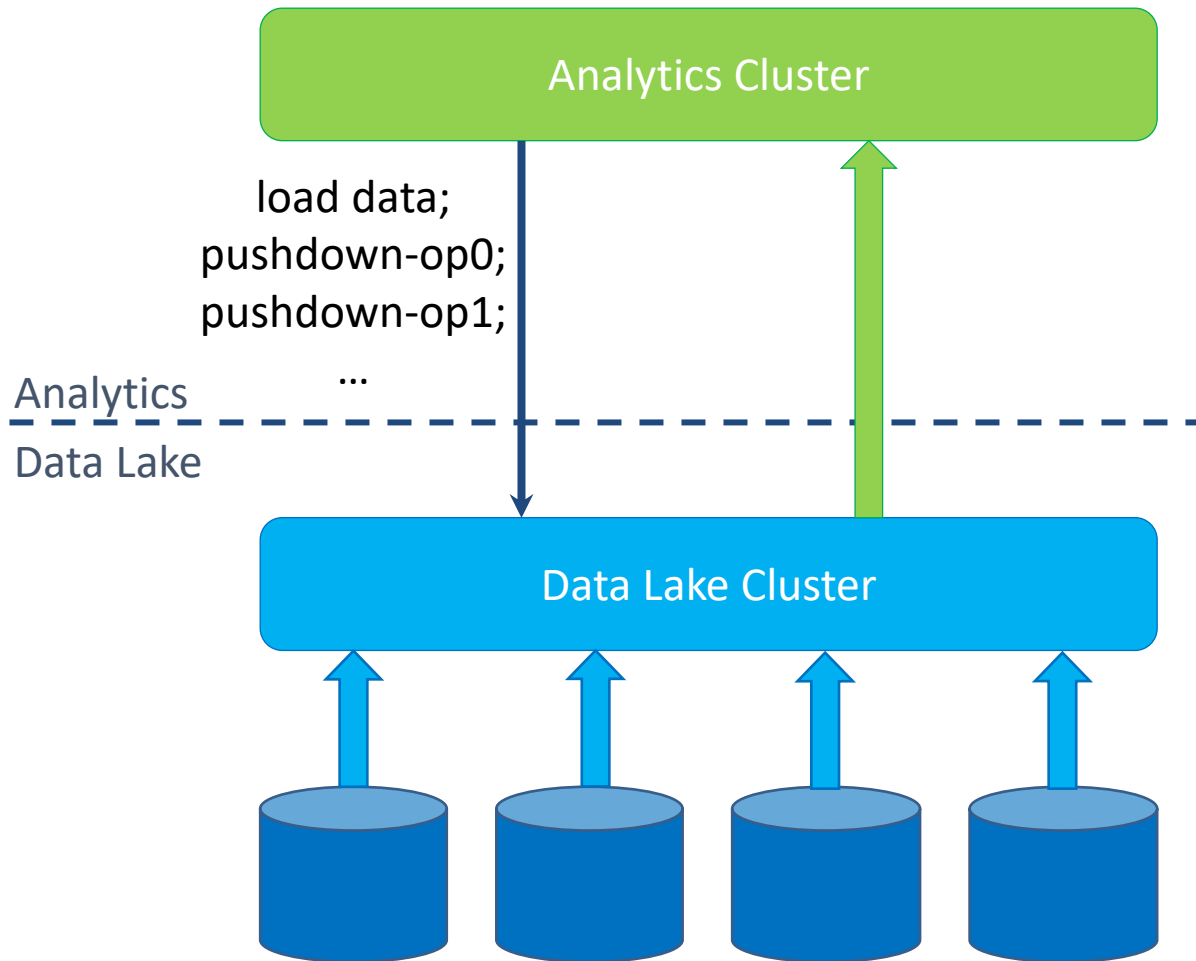 Analytics Cluster
load data;
pushdown-op0;
pushdown-op1;
...
Analytics
Data Lake
Data Lake Cluster